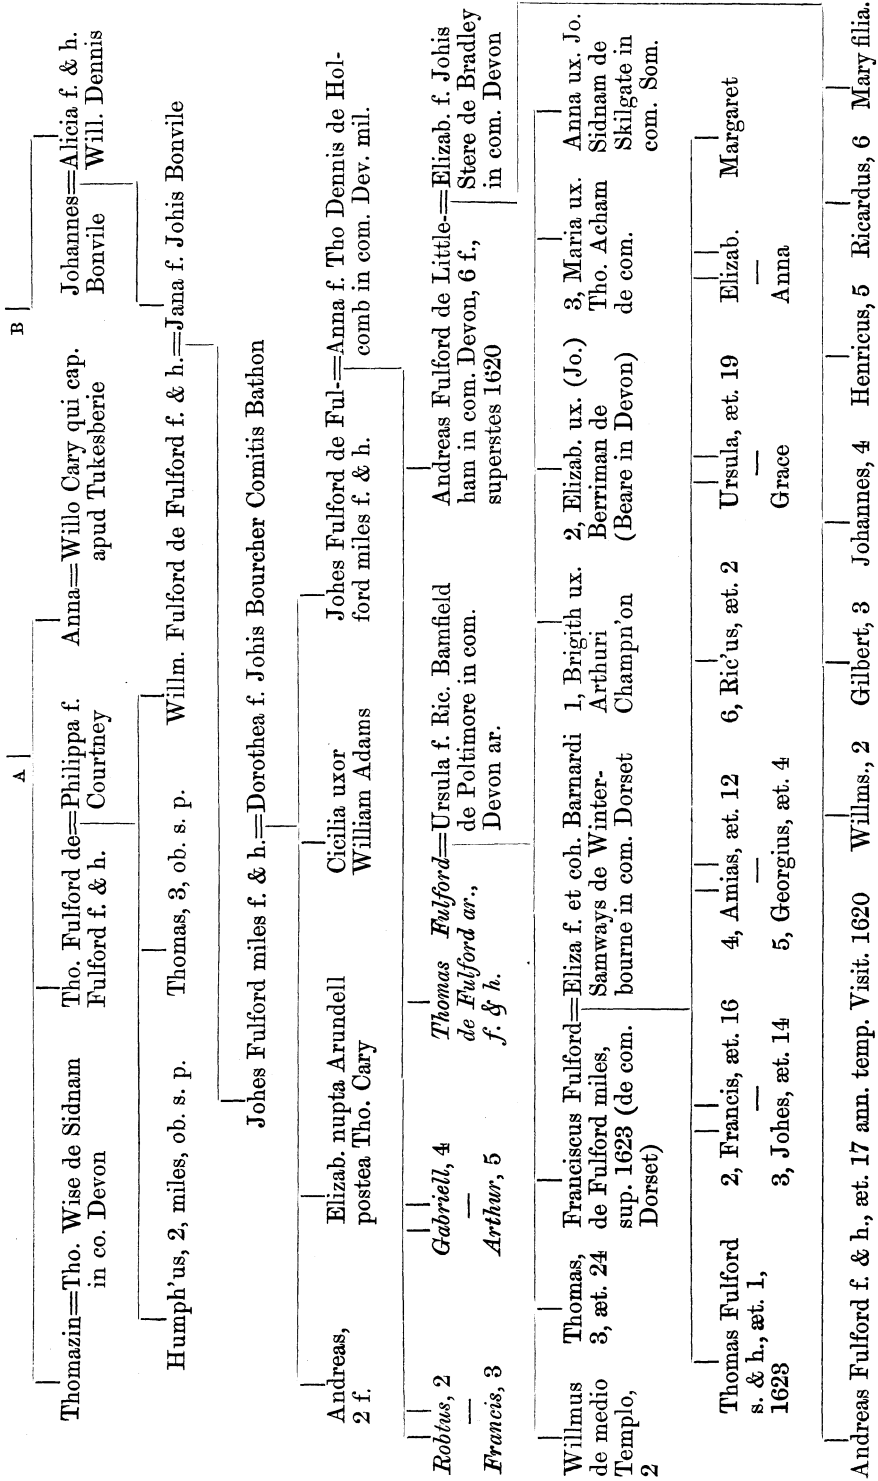 A
B
Thomazin=Tho. Wise de Sidnam
in co. Devon
Tho. Fulford de=Philippa f.
Fulford f. & h. Courtney
Anna=Willo Cary qui cap.
apud Tukesberie
Johannes=Alicia f. & h.
Bonvile Will. Dennis
Humph'us, 2, miles, ob. s. p.
Thomas, 3, ob. s. p.
Willm. Fulford de Fulford f. & h.=Jana f. Johis Bonvile
Johes Fulford miles f. & h.=Dorothea f. Johis Bourcher Comitis Bathon
Andreas,
2 f.
Elizab. nupta Arundell
postea Tho. Cary
Cicilia uxor
William Adams
Johes Fulford de Ful-=Anna f. Tho Dennis de Hol-
ford miles f. & h. comb in com. Dev. mil.
Robtus, 2
—
Francis, 3
Gabriell, 4
—
Arthur, 5
Thomas Fulford=Ursula f. Ric. Bamfield
de Fulford ar., de Poltimore in com.
f. & h. Devon ar.
Andreas Fulford de Little-=Elizab. f. Johis
ham in com. Devon, 6 f., Stere de Bradley
superstes 1620 in com. Devon
Willmus
de medio
Templo,
2
Thomas,
3, æt. 24
Franciscus Fulford=Eliza f. et coh. Barnardi
de Fulford miles, Samways de Winter-
sup. 1623 (de com. bourne in com. Dorset
Dorset)
1, Brigith ux.
Arthuri
Champn'on
2, Elizab. ux. (Jo.)
Berriman de
(Beare in Devon)
3, Maria ux.
Tho. Acham
de com.
Anna ux. Jo.
Sidnam de
Skilgate in
com. Som.
Thomas Fulford
s. & h., æt. 1,
1623
2, Francis, æt. 16
—
3, Johes, æt. 14
4, Amias, æt. 12
—
5, Georgius, æt. 4
6, Ric'us, æt. 2
Ursula, æt. 19
—
Grace
Elizab.
—
Anna
Margaret
Andreas Fulford f. & h., æt. 17 ann. temp. Visit. 1620 Willms., 2 Gilbert, 3 Johannes, 4 Henricus, 5 Ricardus, 6 Mary filia.